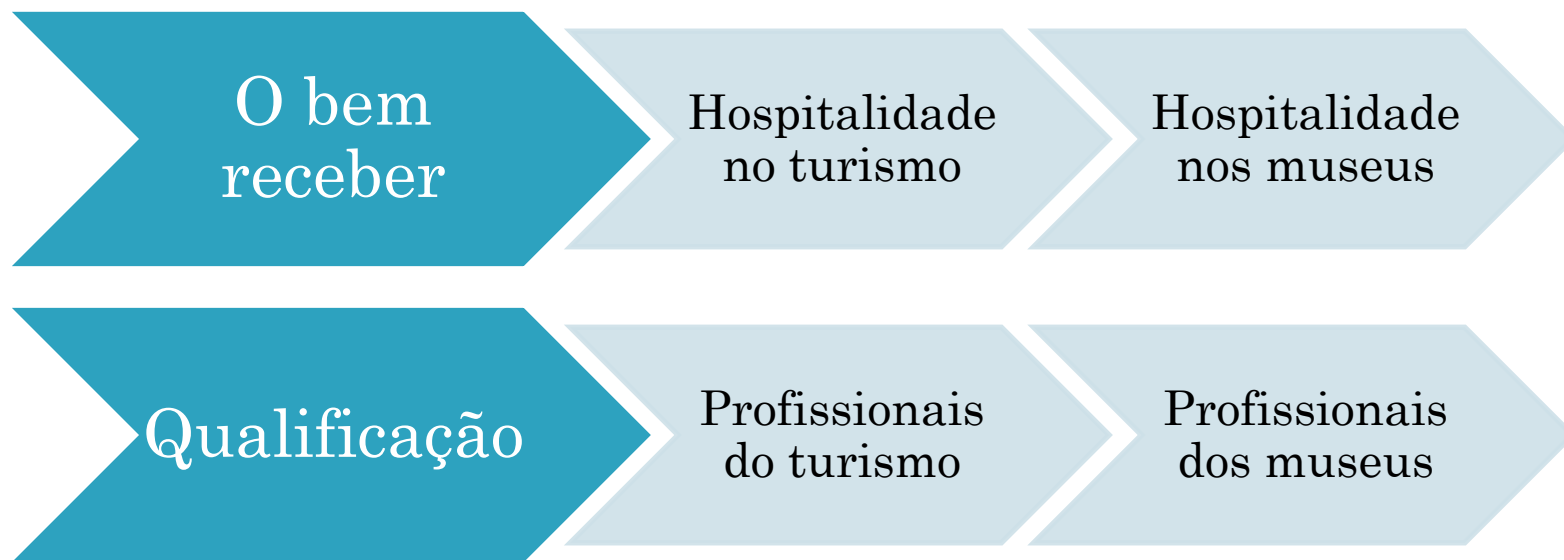 O bem
receber
Hospitalidade
no turismo
Hospitalidade
nos museus
Qualificação
Profissionais
do turismo
Profissionais
dos museus